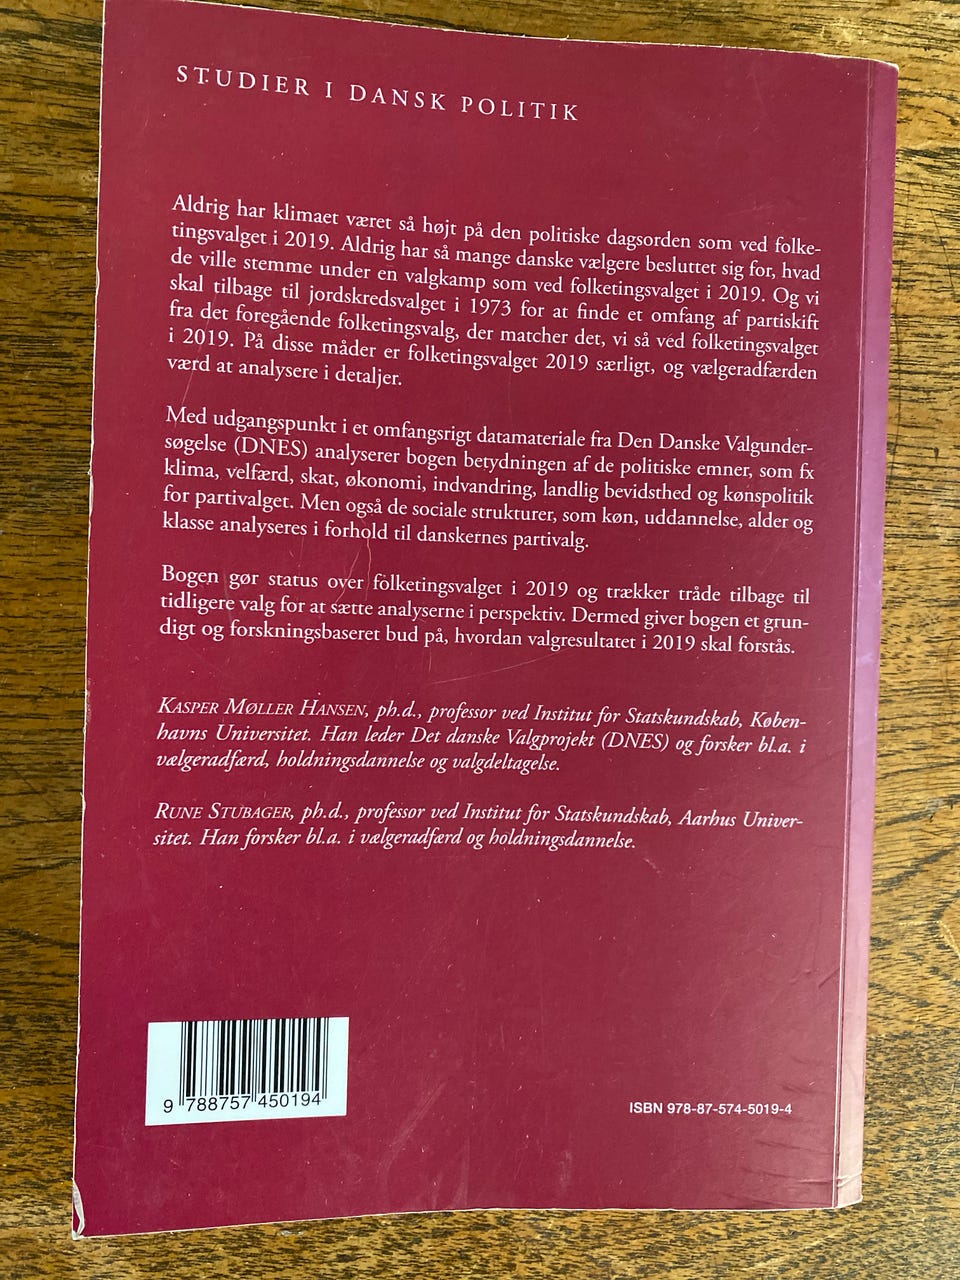 STUDIER I DANSK POLITIK
Aldrig har klimaet været så højt på den politiske dagsorden som ved folke-
tingsvalget i 2019. Aldrig har så mange danske vælgere besluttet sig for, hvad
de ville stemme under en valgkamp som ved folketingsvalget i 2019. Og vi
skal tilbage til jordskredsvalget i 1973 for at finde et omfang af partiskift
fra det foregående folketingsvalg, der matcher det, vi så ved folketingsvalget
i 2019. På disse måder er folketingsvalget 2019 særligt, og vælgeradfærden
værd at analysere i detaljer.
Med udgangspunkt i et omfangsrigt datamateriale fra Den Danske Valgunder-
søgelse (DNES) analyserer bogen betydningen af de politiske emner, som fx
klima, velfærd, skat, økonomi, indvandring, landlig bevidsthed og kønspolitik
for partivalget. Men også de sociale strukturer, som køn, uddannelse, alder og
klasse analyseres i forhold til danskernes partivalg.
Bogen gør status over folketingsvalget i 2019 og trækker tråde tilbage til
tidligere valg for at sætte analyserne i perspektiv. Dermed giver bogen et grun-
digt og forskningsbaseret bud på, hvordan valgresultatet i 2019 skal forstås.
KASPER MØLLER HANSEN, ph.d., professor ved Institut for Statskundskab, Køben-
havns Universitet. Han leder Det danske Valgprojekt (DNES) og forsker bl.a. i
vælgeradfærd, holdningsdannelse og valgdeltagelse.
RUNE STUBAGER, ph.d., professor ved Institut for Statskundskab, Aarhus Univer-
sitet. Han forsker bl.a. i vælgeradfærd og holdningsdannelse.
9 788757 450194
ISBN 978-87-574-5019-4